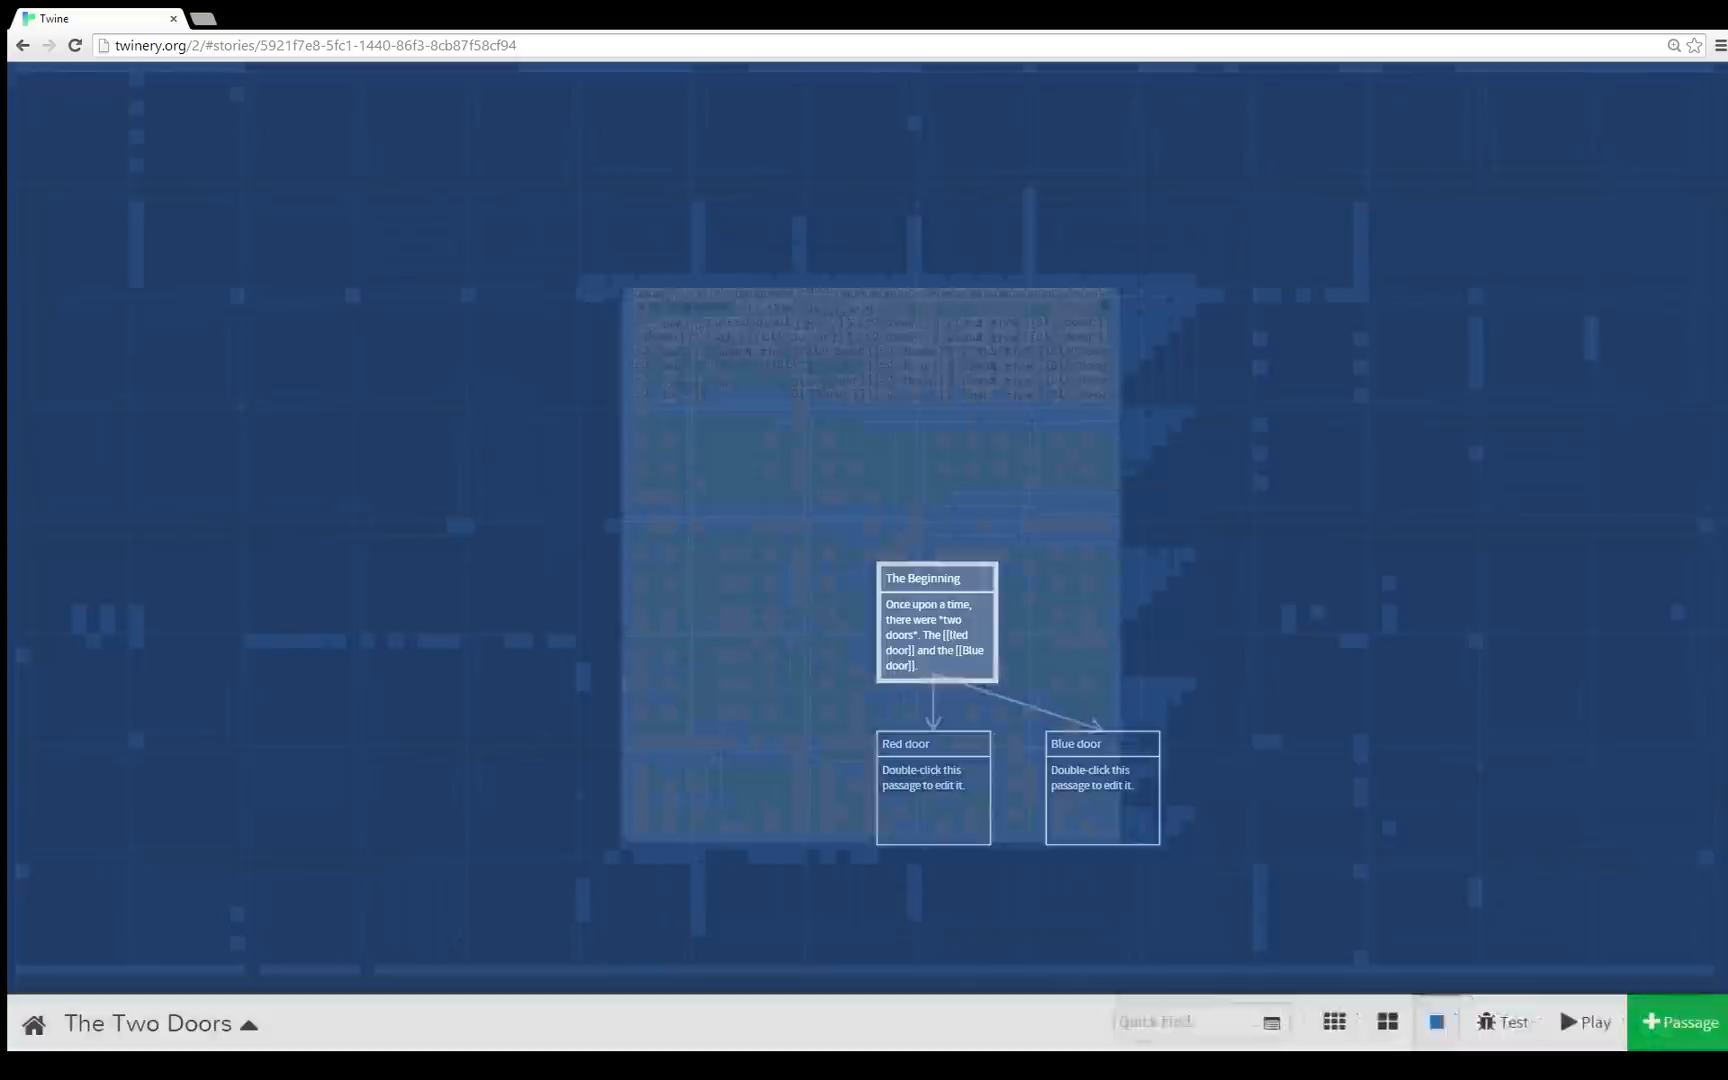 Twine
twinery.org/2/#stories/5921f7e8-5fc1-1440-86f3-8cb87f58cf94
The Beginning
Once upon a time,
there were *two
doors*. The [[Red
door]] and the [[Blue
door]].
Red door
Double-click this
passage to edit it.
Blue door
Double-click this
passage to edit it.
The Two Doors
Quick Find
Test
Play
Passage